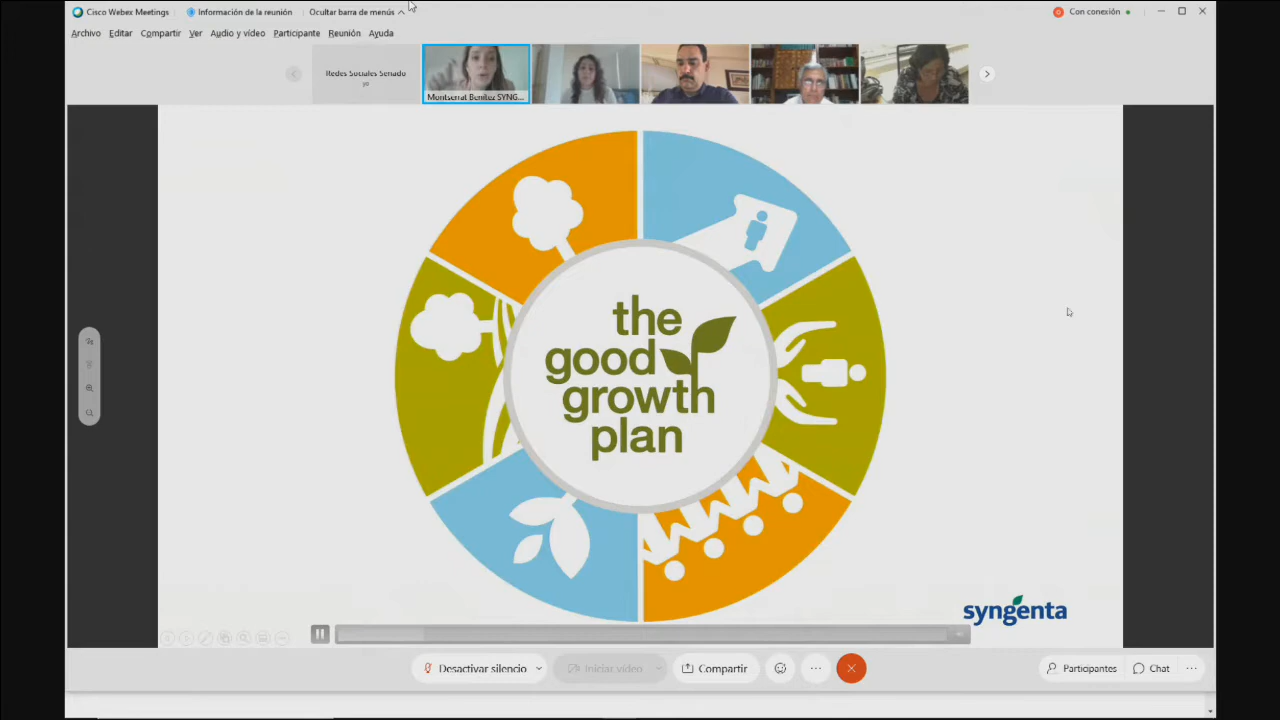 Cisco Webex Meetings
Información de la reunión
Ocultar barra de menús
Con conexión
Archivo Editar Compartir Ver Audio y vídeo Participante Reunión Ayuda
Redes Sociales Senado
yo
Montserrat Benítez SYNG...
the
good
growth
plan
syngenta
Desactivar silencio
Iniciar vídeo
Compartir
Participantes
Chat